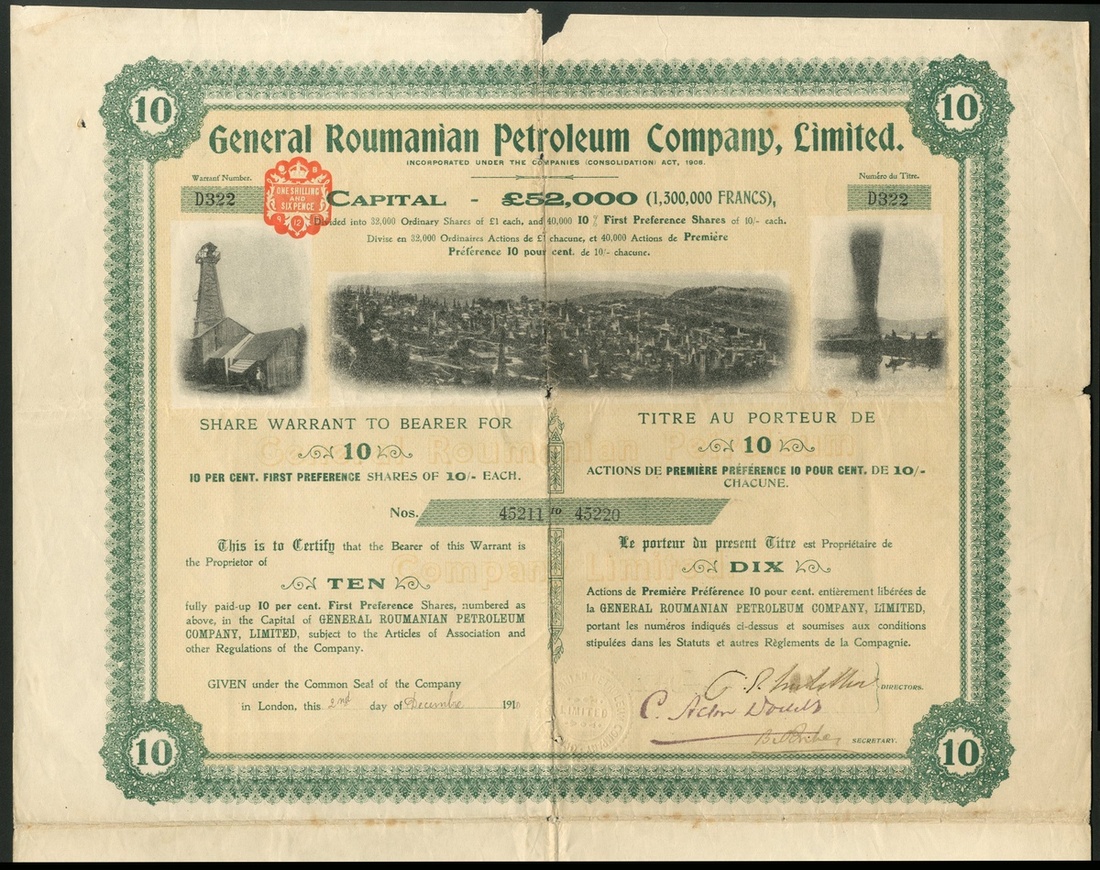 10
10
General Roumanian Petroleum Company, Limited.
INCORPORATED UNDER THE COMPANIES (CONSOLIDATION) ACT, 1908.
Warrant Number.
D322
Numéro du Titre.
D322
ONE SHILLING
AND
SIX PENCE
12
CAPITAL - £52,000 (1,300,000 FRANCS),
Divided into 32,000 Ordinary Shares of £1 each, and 40,000 10% First Preference Shares of 10/- each.
Divise en 32,000 Ordinaires Actions de £1 chacune, et 40,000 Actions de Première
Préférence 10 pour cent. de 10/- chacune.
SHARE WARRANT TO BEARER FOR
10
10 PER CENT. FIRST PREFERENCE SHARES OF 10/- EACH.
TITRE AU PORTEUR DE
10
ACTIONS DE PREMIÈRE PRÉFÉRENCE 10 POUR CENT. DE 10/-
CHACUNE.
General Roumanian Petroleum
Company Limited
Nos. 45211 to 45220
This is to Certify that the Bearer of this Warrant is
the Proprietor of
TEN
fully paid-up 10 per cent. First Preference Shares, numbered as
above, in the Capital of GENERAL ROUMANIAN PETROLEUM
COMPANY, LIMITED, subject to the Articles of Association and
other Regulations of the Company.
GIVEN under the Common Seal of the Company
in London, this 2nd day of Decembre 1910
Le porteur du present Titre est Propriétaire de
DIX
Actions de Première Préférence 10 pour cent. entièrement libérées de
la GENERAL ROUMANIAN PETROLEUM COMPANY, LIMITED,
portant les numéros indiqués ci-dessus et soumises aux conditions
stipulées dans les Statuts et autres Règlements de la Compagnie.
LIMITED
DIRECTORS.
C. Acton
SECRETARY.
10
10